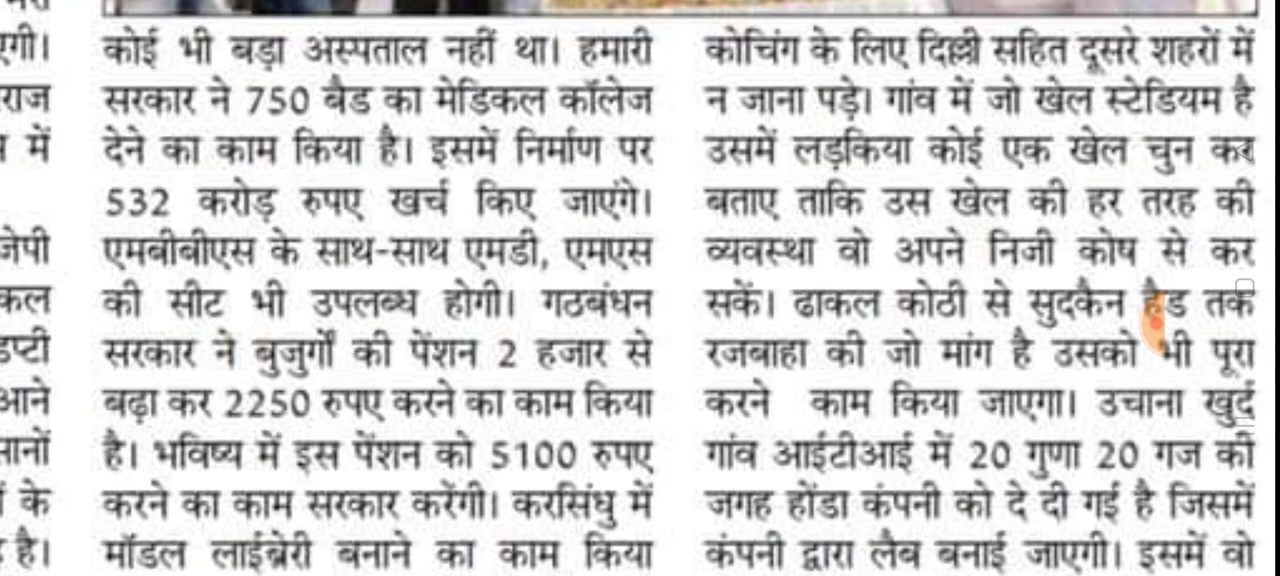 एगी।
राज
में
जेपी
कल
डिप्टी
आने
सानों
के
है।
कोई भी बड़ा अस्पताल नहीं था। हमारी
सरकार ने 750 बैड का मेडिकल कॉलेज
देने का काम किया है। इसमें निर्माण पर
532 करोड़ रुपए खर्च किए जाएंगे।
एमबीबीएस के साथ-साथ एमडी, एमएस
की सीट भी उपलब्ध होगी। गठबंधन
सरकार ने बुजुर्गों की पेंशन 2 हजार से
बढ़ा कर 2250 रुपए करने का काम किया
है। भविष्य में इस पेंशन को 5100 रुपए
करने का काम सरकार करेंगी। करसिंधु में
मॉडल लाईब्रेरी बनाने का काम किया
कोचिंग के लिए दिल्ली सहित दूसरे शहरों में
न जाना पड़े। गांव में जो खेल स्टेडियम है
उसमें लड़किया कोई एक खेल चुन कर
बताए ताकि उस खेल की हर तरह की
व्यवस्था वो अपने निजी कोष से कर
सकें। ढाकल कोठी से सुदकैन हैड तक
रजबाहा की जो मांग है उसको भी पूरा
करने काम किया जाएगा। उचाना खुर्द
गांव आईटीआई में 20 गुणा 20 गज की
जगह होंडा कंपनी को दे दी गई है जिसमें
कंपनी द्वारा लैब बनाई जाएगी। इसमें वो